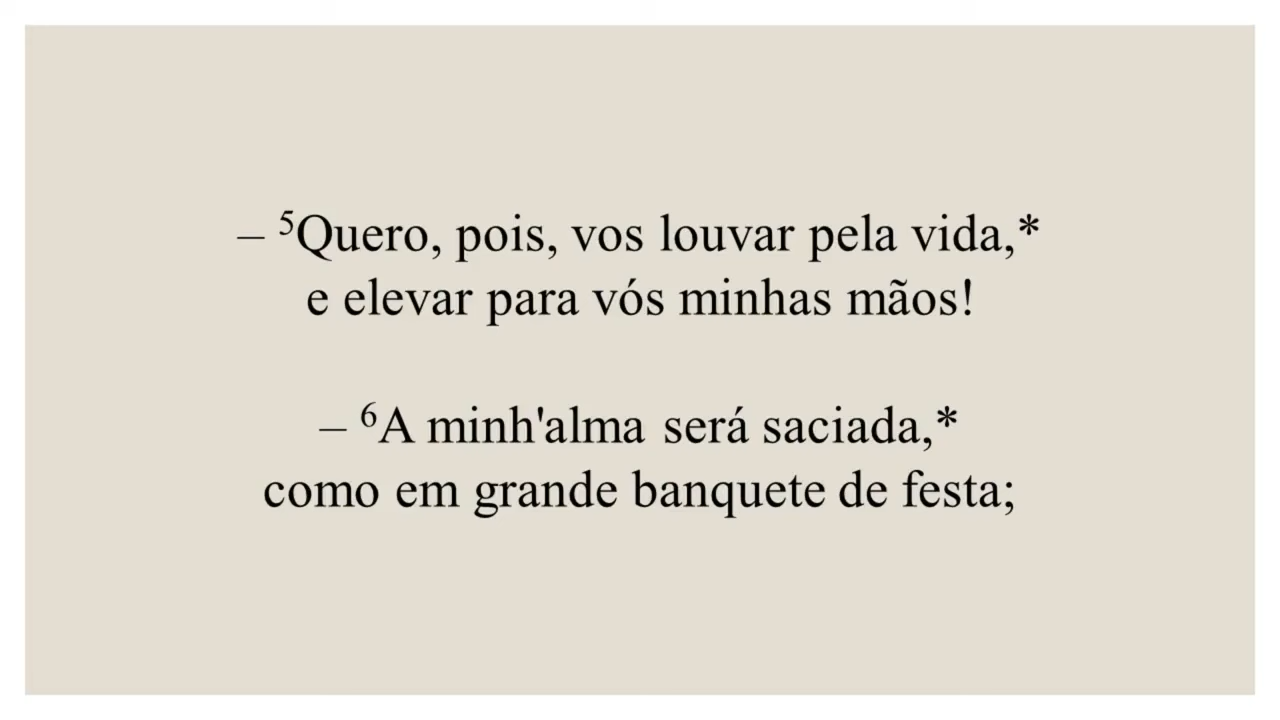 – ⁵Quero, pois, vos louvar pela vida,*
e elevar para vós minhas mãos!
– ⁶A minh'alma será saciada,*
como em grande banquete de festa;